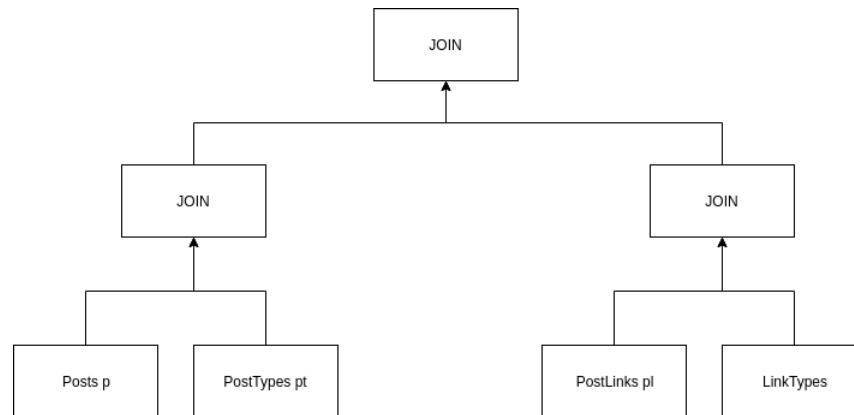 JOIN
JOIN
JOIN
Posts p
PostTypes pt
PostLinks pl
LinkTypes